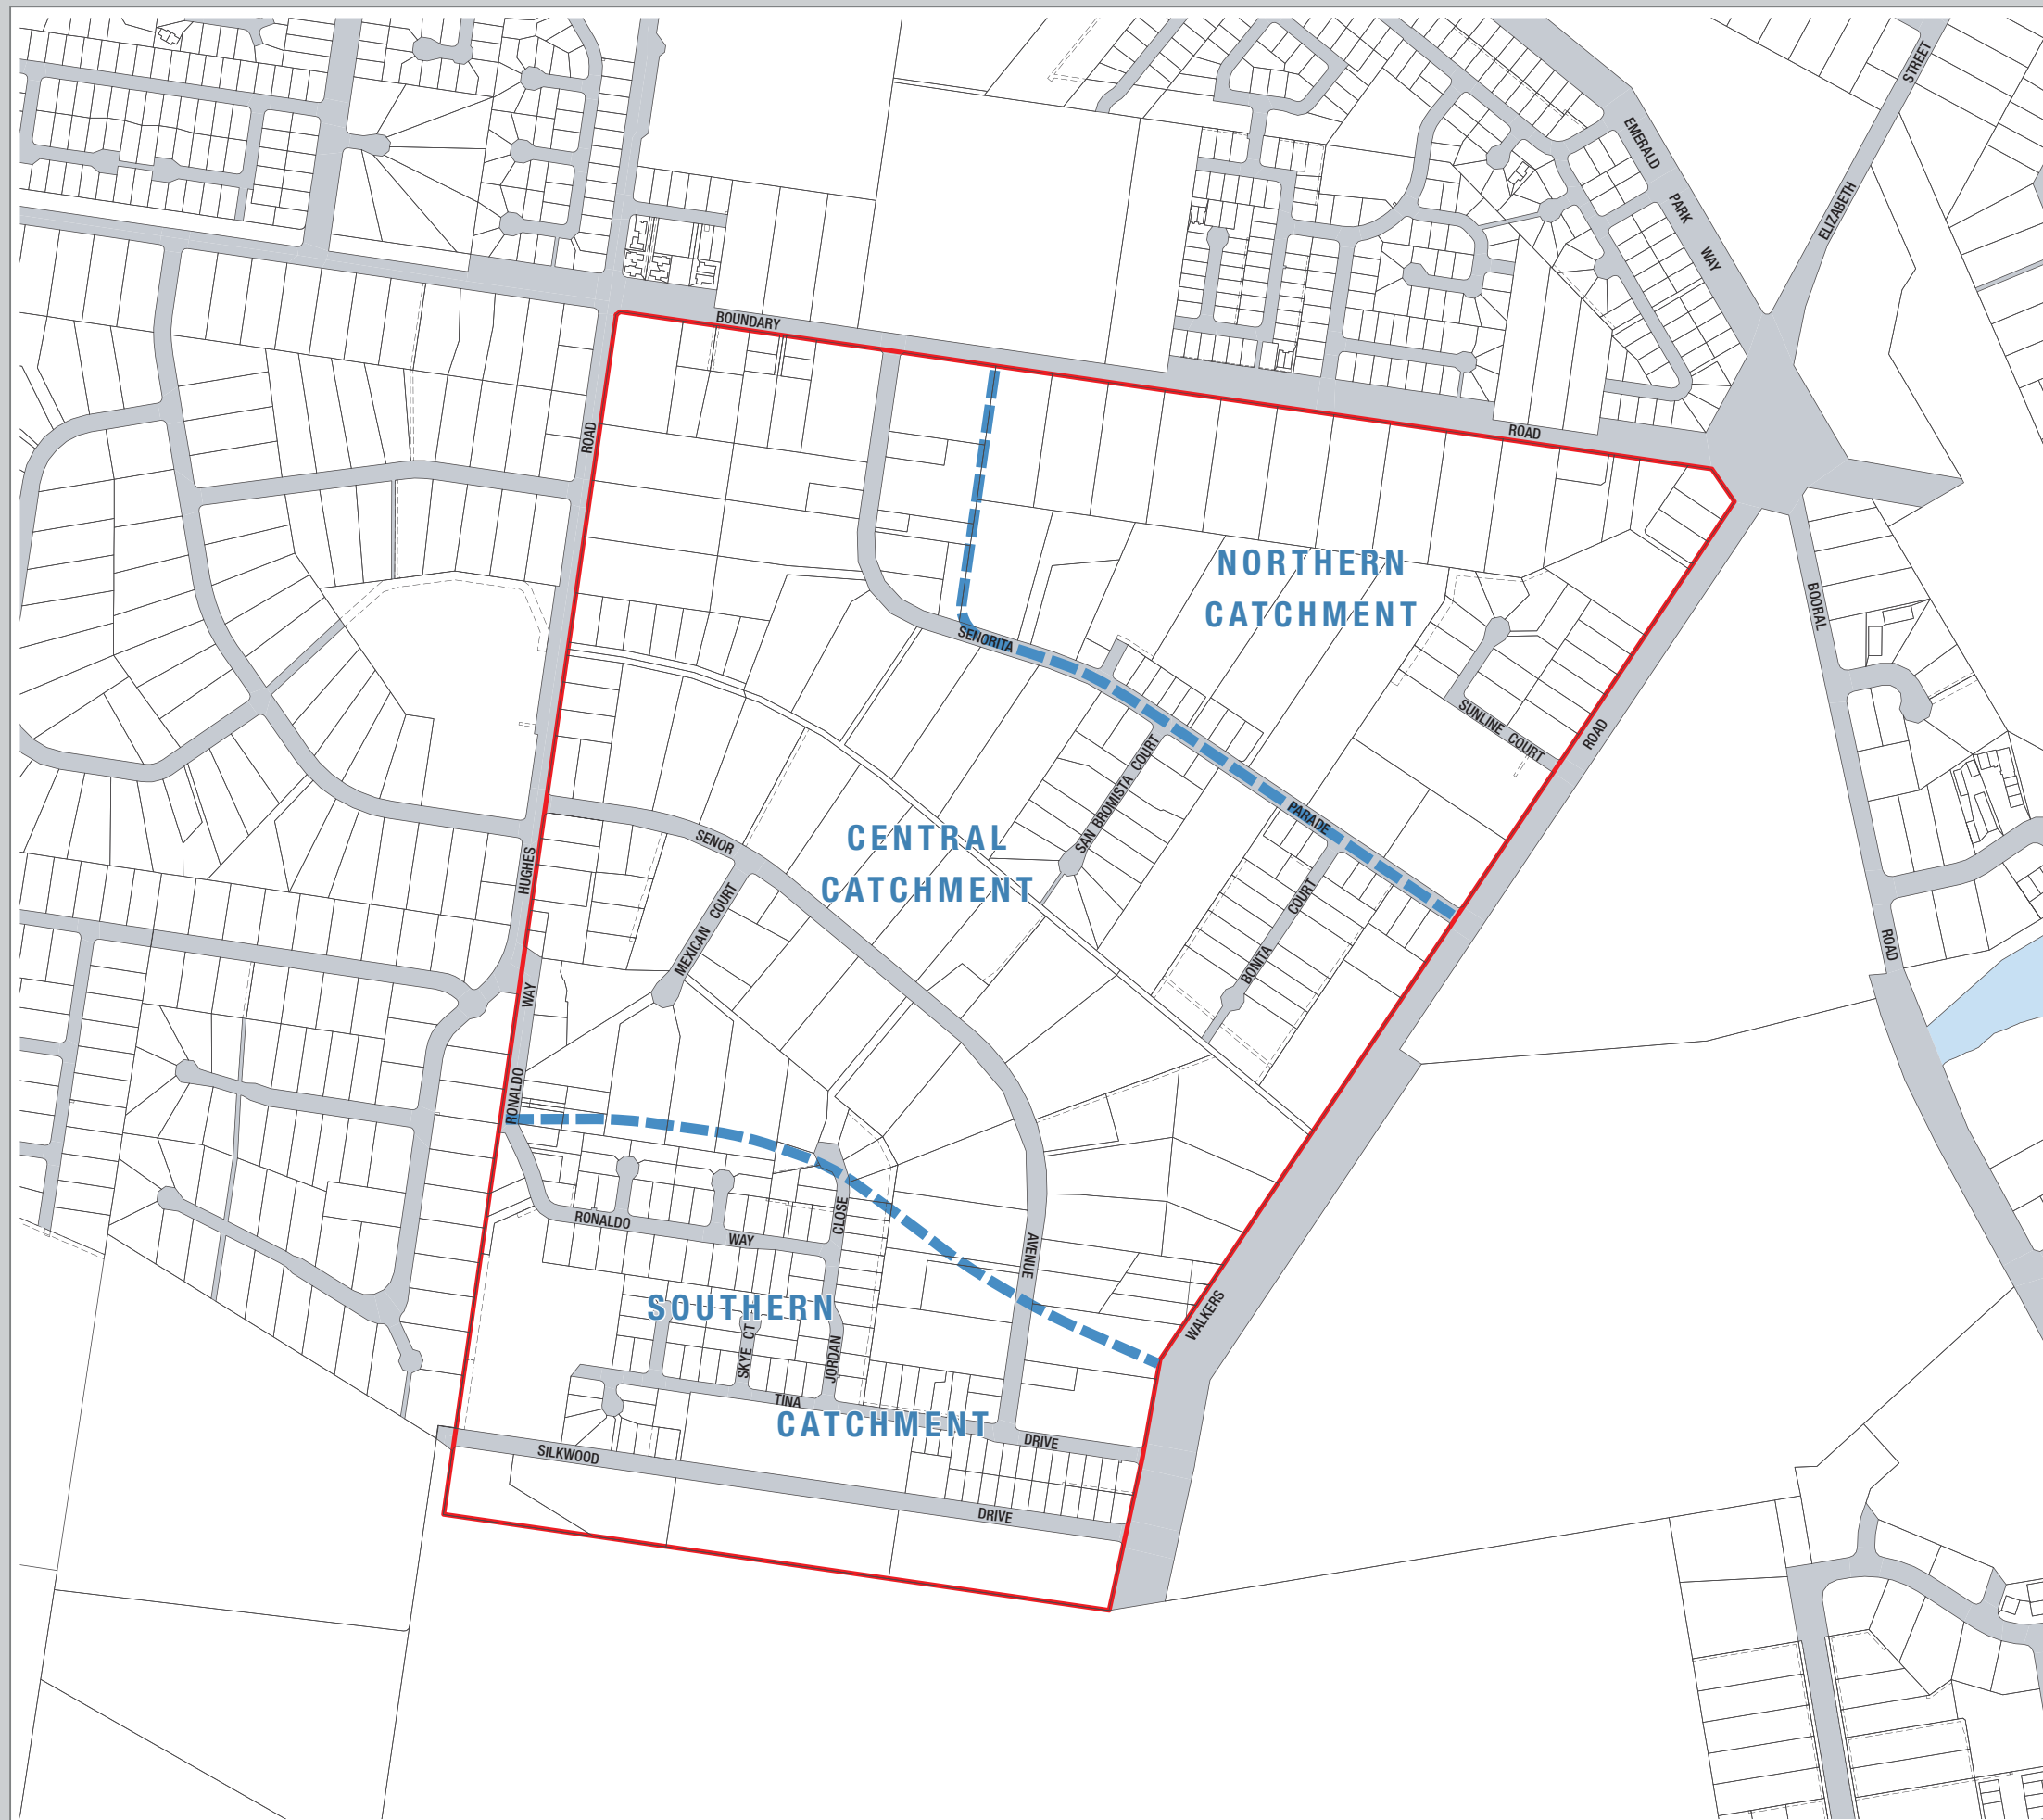 STREET
EMERALD
PARK
WAY
ELIZABETH
BOUNDARY
ROAD
ROAD
NORTHERN
CATCHMENT
BOORAL
ROAD
SENORITA
SUNLINE COURT
ROAD
SAN BROMISTA COURT
PARADE
SENOR
CENTRAL
CATCHMENT
HUGHES
MEXICAN COURT
COURT
BONITA
WAY
RONALDO
RONALDO
WAY
CLOSE
AVENUE
WALKERS
SOUTHERN
SKYE CT
JORDAN
TINA
CATCHMENT
DRIVE
SILKWOOD
DRIVE